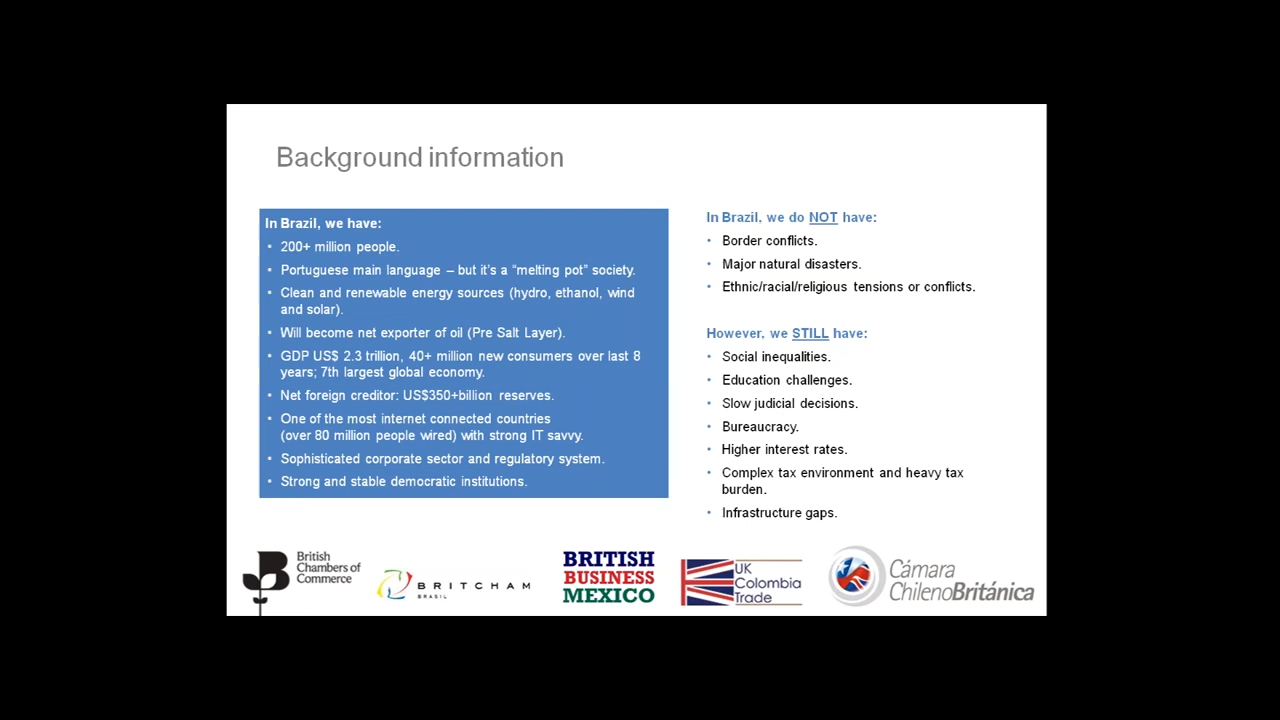 Background information
In Brazil, we have:
• 200+ million people.
• Portuguese main language – but it's a “melting pot” society.
• Clean and renewable energy sources (hydro, ethanol, wind
and solar).
• Will become net exporter of oil (Pre Salt Layer).
• GDP US$ 2.3 trillion, 40+ million new consumers over last 8
years; 7th largest global economy.
• Net foreign creditor: US$350+billion reserves.
• One of the most internet connected countries
(over 80 million people wired) with strong IT savvy.
• Sophisticated corporate sector and regulatory system.
• Strong and stable democratic institutions.
In Brazil, we do NOT have:
• Border conflicts.
• Major natural disasters.
• Ethnic/racial/religious tensions or conflicts.
However, we STILL have:
• Social inequalities.
• Education challenges.
• Slow judicial decisions.
• Bureaucracy.
• Higher interest rates.
• Complex tax environment and heavy tax
burden.
• Infrastructure gaps.
British
Chambers of
Commerce
BRITCHAM
BRASIL
BRITISH
BUSINESS
MEXICO
UK
Colombia
Trade
Cámara
ChilenoBritánica